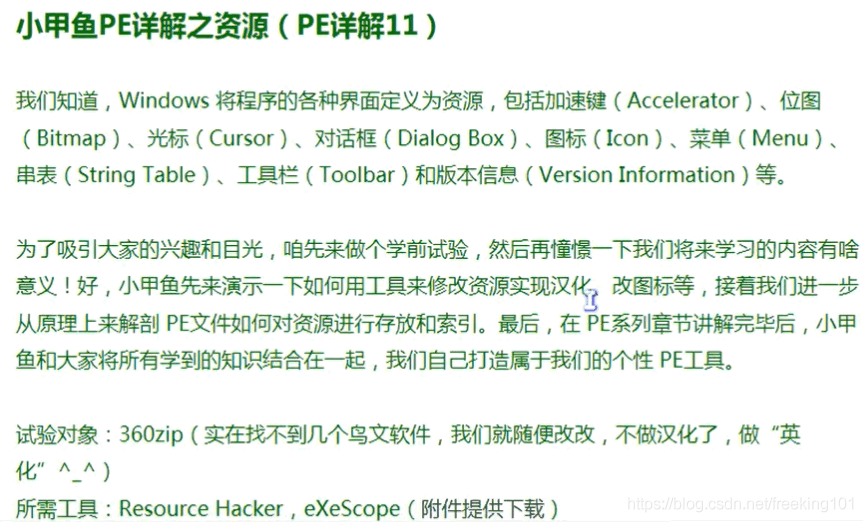 小甲鱼PE详解之资源（PE详解11）
我们知道，Windows 将程序的各种界面定义为资源，包括加速键（Accelerator）、位图
（Bitmap）、光标（Cursor）、对话框（Dialog Box）、图标（Icon）、菜单（Menu）、
串表（String Table）、工具栏（Toolbar）和版本信息（Version Information）等。
为了吸引大家的兴趣和目光，咱先来做个学前试验，然后再憧憬一下我们将来学习的内容有啥
意义！好，小甲鱼先来演示一下如何用工具来修改资源实现汉化、改图标等，接着我们进一步
从原理上来解剖 PE文件如何对资源进行存放和索引。最后，在 PE系列章节讲解完毕后，小甲
鱼和大家将所有学到的知识结合在一起，我们自己打造属于我们的个性 PE工具。
试验对象：360zip（实在找不到几个鸟文软件，我们就随便改改，不做汉化了，做“英
化”^_^）
所需工具：Resource Hacker，eXeScope（附件提供下载）
https://blog.csdn.net/freeking101